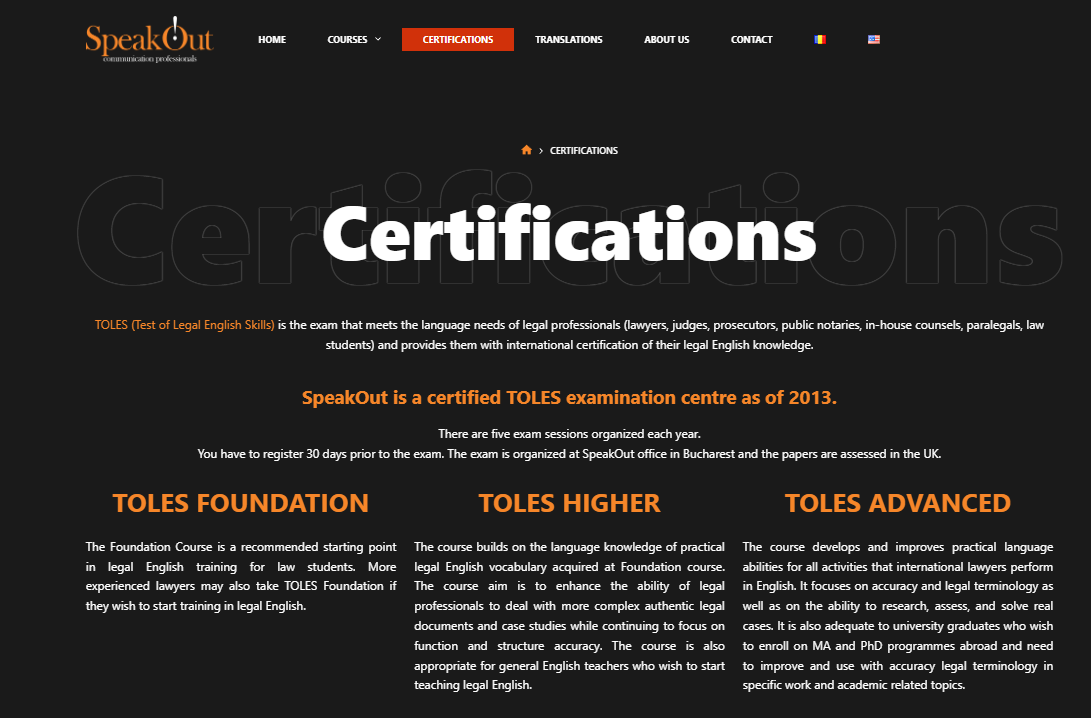 SpeakOut
communication professionals
HOME
COURSES
CERTIFICATIONS
TRANSLATIONS
ABOUT US
CONTACT
CERTIFICATIONS
Certifications
Certifications
TOLES (Test of Legal English Skills) is the exam that meets the language needs of legal professionals (lawyers, judges, prosecutors, public notaries, in-house counsels, paralegals, law
students) and provides them with international certification of their legal English knowledge.
SpeakOut is a certified TOLES examination centre as of 2013.
There are five exam sessions organized each year.
You have to register 30 days prior to the exam. The exam is organized at SpeakOut office in Bucharest and the papers are assessed in the UK.
TOLES FOUNDATION
The Foundation Course is a recommended starting point
in legal English training for law students. More
experienced lawyers may also take TOLES Foundation if
they wish to start training in legal English.
TOLES HIGHER
The course builds on the language knowledge of practical
legal English vocabulary acquired at Foundation course.
The course aim is to enhance the ability of legal
professionals to deal with more complex authentic legal
documents and case studies while continuing to focus on
function and structure accuracy. The course is also
appropriate for general English teachers who wish to start
teaching legal English.
TOLES ADVANCED
The course develops and improves practical language
abilities for all activities that international lawyers perform
in English. It focuses on accuracy and legal terminology as
well as on the ability to research, assess, and solve real
cases. It is also adequate to university graduates who wish
to enroll on MA and PhD programmes abroad and need
to improve and use with accuracy legal terminology in
specific work and academic related topics.